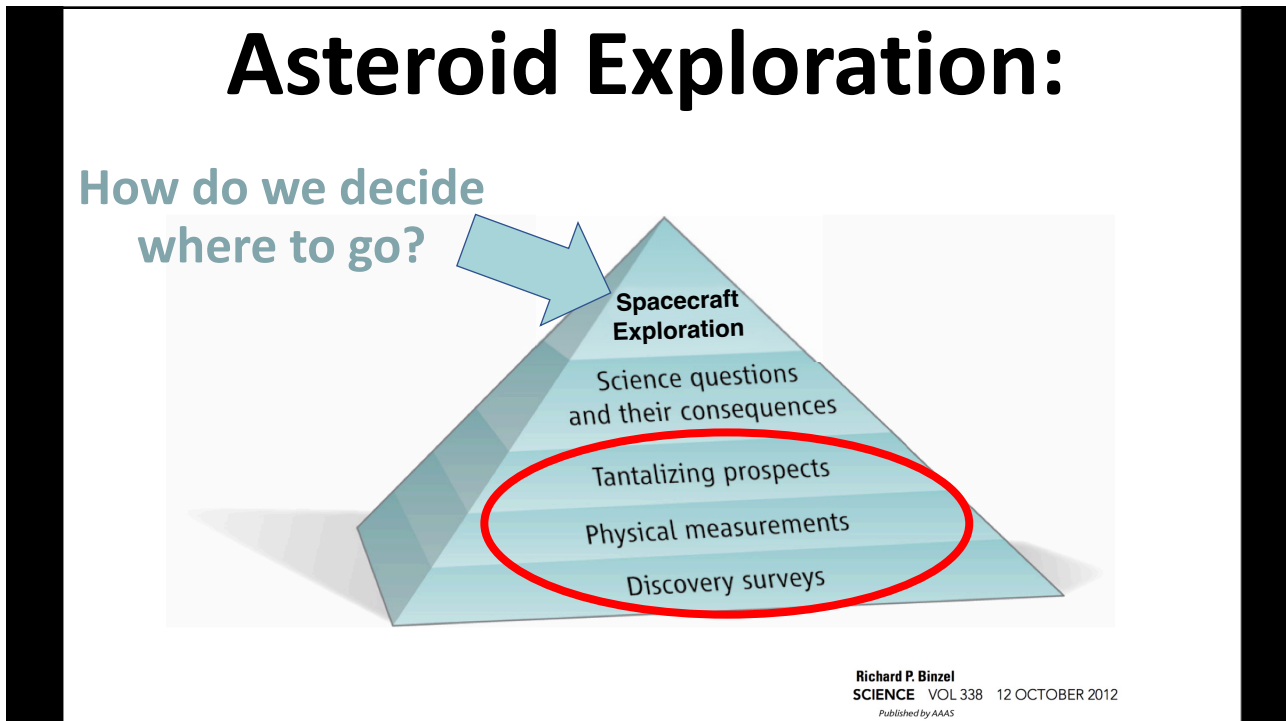 Asteroid Exploration:
How do we decide
where to go?
Spacecraft
Exploration
Science questions
and their consequences
Tantalizing prospects
Physical measurements
Discovery surveys
Richard P. Binzel
SCIENCE VOL 338 12 OCTOBER 2012
Published by AAAS